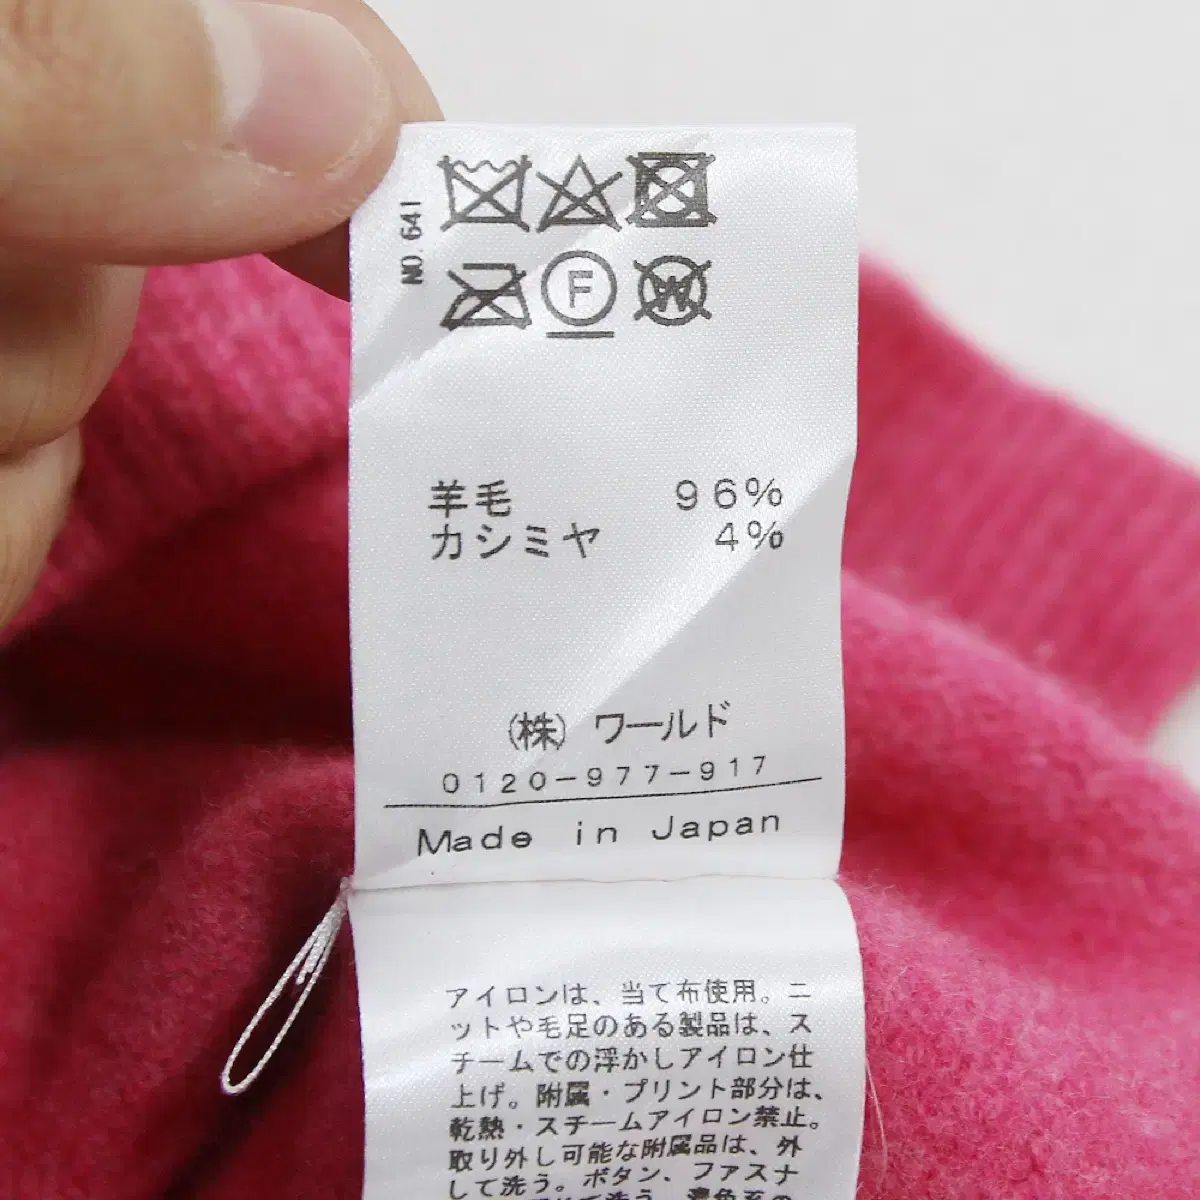 NO. 641
F
W
羊毛 96%
カシミヤ 4%
(株) ワールド
0120-977-917
Made in Japan
アイロンは、当て布使用。ニ
ットや毛足のある製品は、ス
チームでの浮かしアイロン仕
上げ。附属・プリント部分は、
乾熱・スチームアイロン禁止。
取り外し可能な附属品は、外
して洗う。ボタン、ファスナ